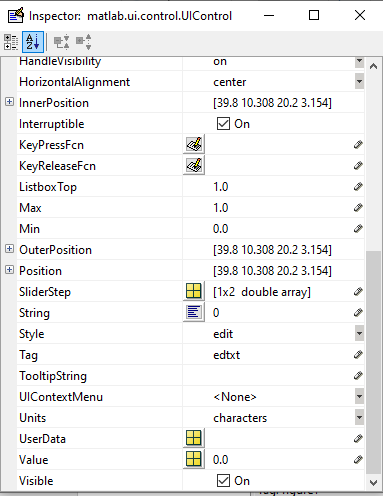 Inspector: matlab.ui.control.UIControl
HandleVisibility on
HorizontalAlignment center
InnerPosition [39.8 10.308 20.2 3.154]
Interruptible On
KeyPressFcn
KeyReleaseFcn
ListboxTop 1.0
Max 1.0
Min 0.0
OuterPosition [39.8 10.308 20.2 3.154]
Position [39.8 10.308 20.2 3.154]
SliderStep [1x2 double array]
String 0
Style edit
Tag edtxt
TooltipString
UIContextMenu <None>
Units characters
UserData
Value 0.0
Visible On